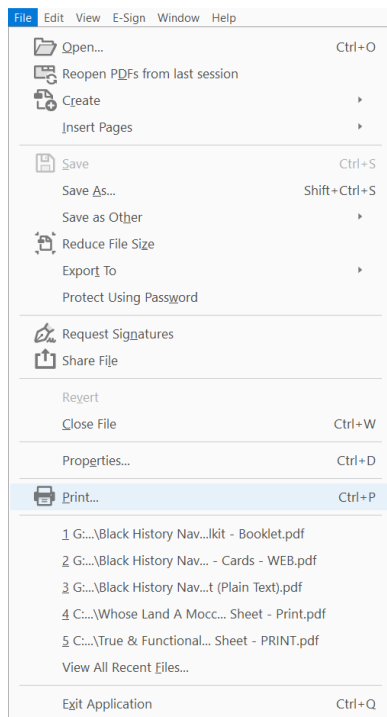 File Edit View E-Sign Window Help
Open... Ctrl+O
Reopen PDFs from last session
Create
Insert Pages
Save Ctrl+S
Save As... Shift+Ctrl+S
Save as Other
Reduce File Size
Export To
Protect Using Password
Request Signatures
Share File
Revert
Close File Ctrl+W
Properties... Ctrl+D
Print... Ctrl+P
1 G:...\Black History Nav...lkit - Booklet.pdf
2 G:...\Black History Nav... - Cards - WEB.pdf
3 G:...\Black History Nav...t (Plain Text).pdf
4 C:...\Whose Land A Mocc... Sheet - Print.pdf
5 C:...\True & Functional... Sheet - PRINT.pdf
View All Recent Files...
Exit Application Ctrl+Q